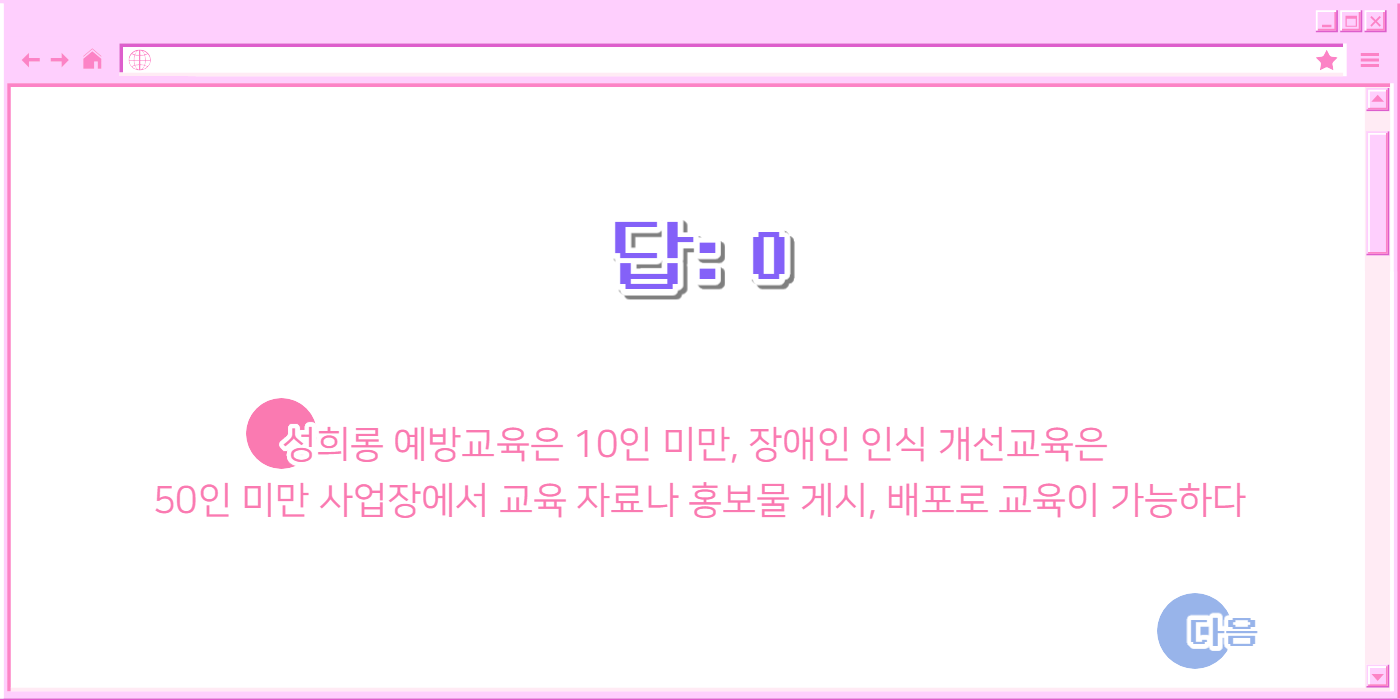 답: 0
성희롱 예방교육은 10인 미만, 장애인 인식 개선교육은
50인 미만 사업장에서 교육 자료나 홍보물 게시, 배포로 교육이 가능하다
다음